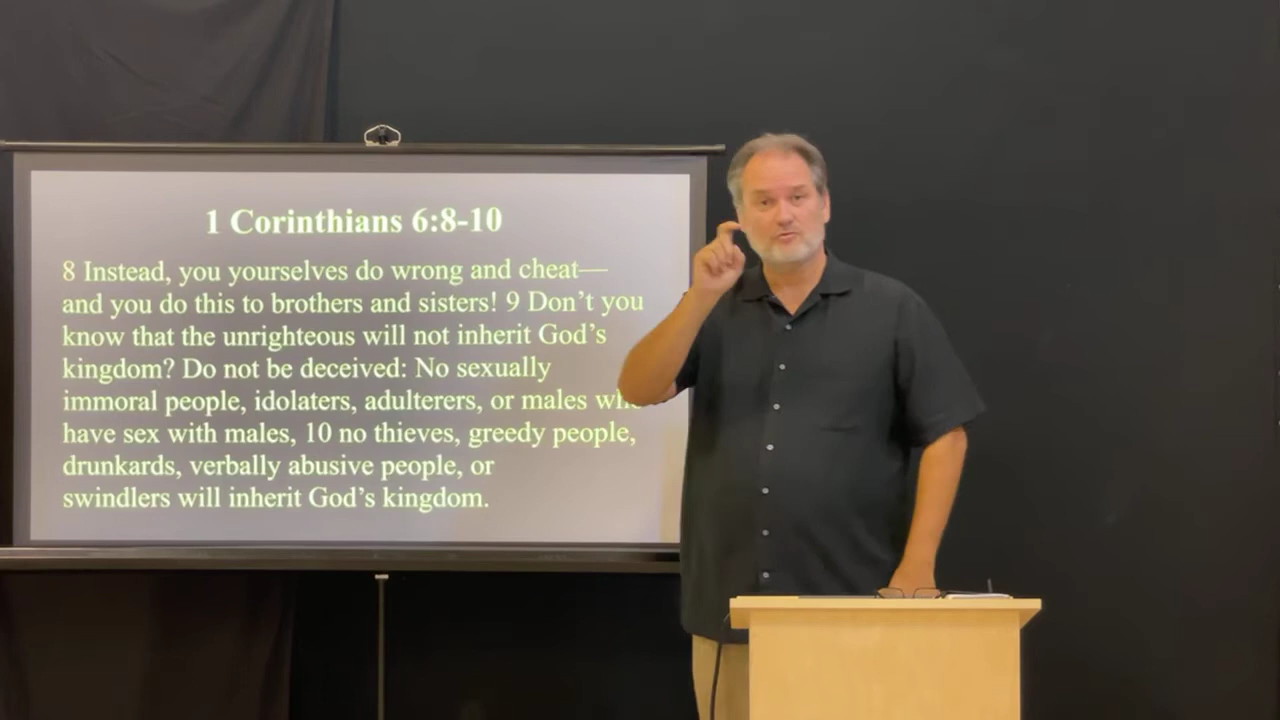 1 Corinthians 6:8-10
8 Instead, you yourselves do wrong and cheat—
and you do this to brothers and sisters! 9 Don’t you
know that the unrighteous will not inherit God’s
kingdom? Do not be deceived: No sexually
immoral people, idolaters, adulterers, or males
have sex with males, 10 no thieves, greedy people,
drunkards, verbally abusive people, or
swindlers will inherit God’s kingdom.